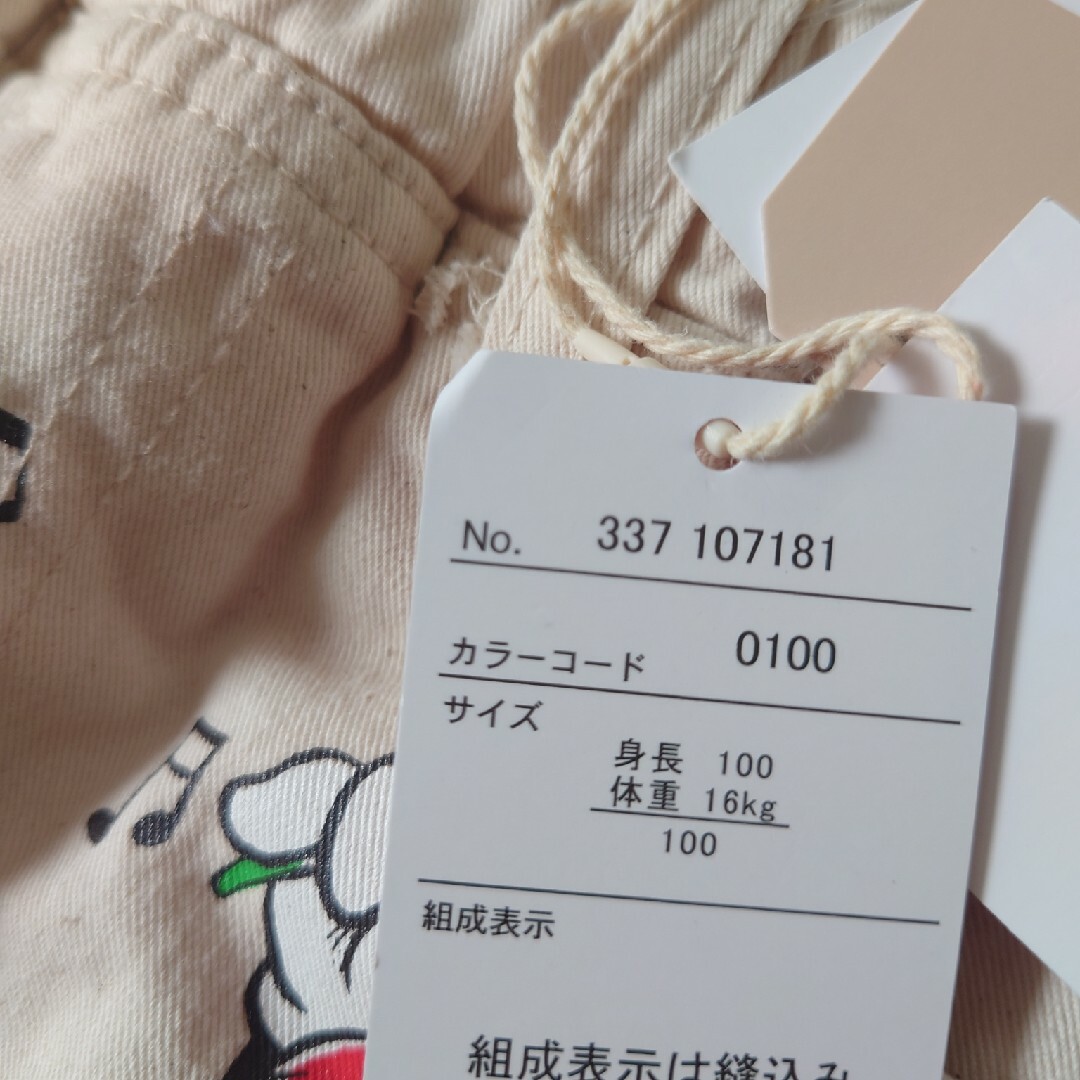 No. 337 107181
カラーコード 0100
サイズ
身長 100
体重 16kg
100
組成表示
組成表示は縫込み